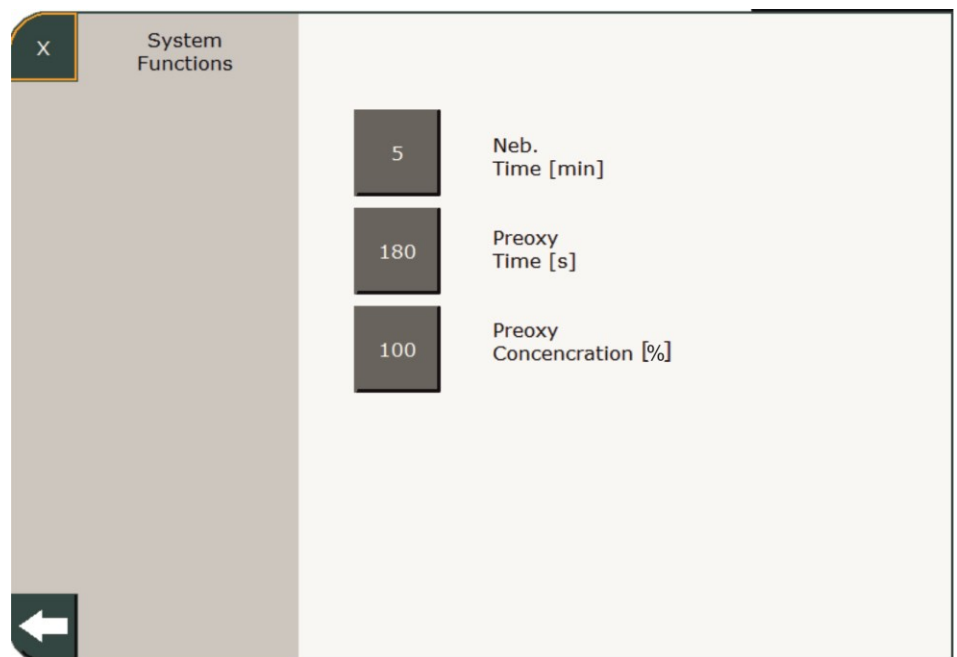 X
System
Functions
5
Neb.
Time [min]
180
Preoxy
Time [s]
100
Preoxy
Concencration [%]